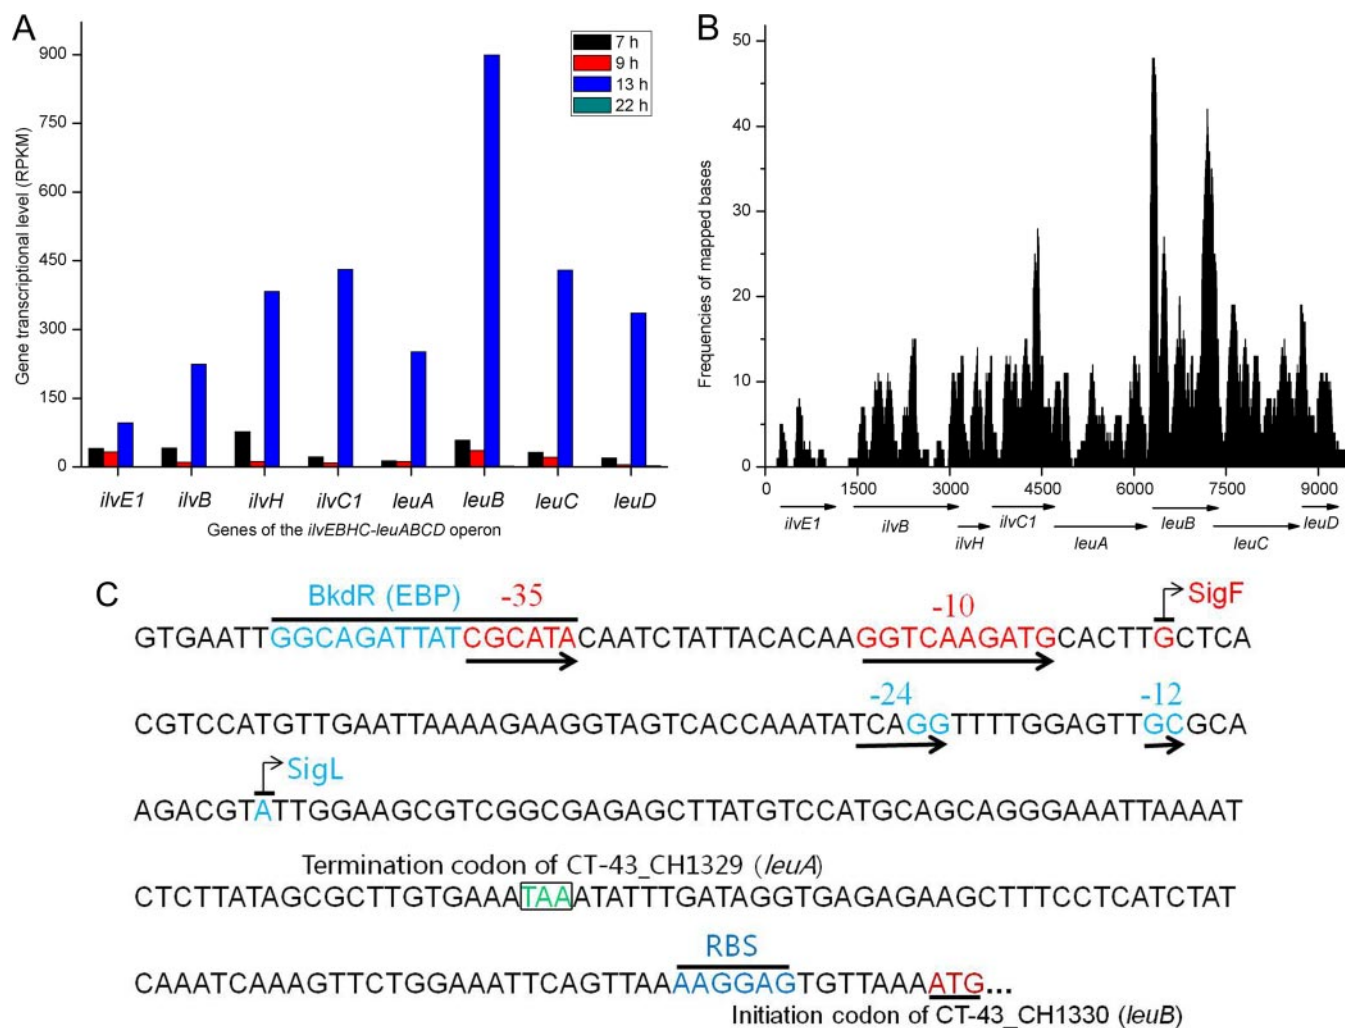 A
900
750
600
450
300
150
0
Gene transcriptional level (RPKM)
7 h
9 h
13 h
22 h
ilvE1 ilvB ilvH ilvC1 leuA leuB leuC leuD
Genes of the ilvEBHC-leuABCD operon
B
50
40
30
20
10
0
Frequencies of mapped bases
0 1500 3000 4500 6000 7500 9000
ilvE1 ilvB ilvH ilvC1 leuA leuB leuC leuD
C
BkdR (EBP) -35 -10 SigF
GTGAATTGGCAGATTATCGCATACAATCTATTACACAAGGTCAAGATGCACTTGCTCA
-24 -12
CGTCCATGTTGAATTAAAAGAAGGTAGTCACCAAATATCAGGTTTTGGAGTTGCGCA
SigL
AGACGTATTGGAAGCGTCGGCGAGAGCTTATGTCCATGCAGCAGGGAAATTAAAAT
Termination codon of CT-43_CH1329 (leuA)
CTCTTATAGCGCTTGTGAAATAAATATTTGATAGGTGAGAGAAGCTTTCCTCATCTAT
RBS
CAAATCAAAGTTCTGGAAATTCAGTTAAAAGGAGTGTTAAAATG...
Initiation codon of CT-43_CH1330 (leuB)